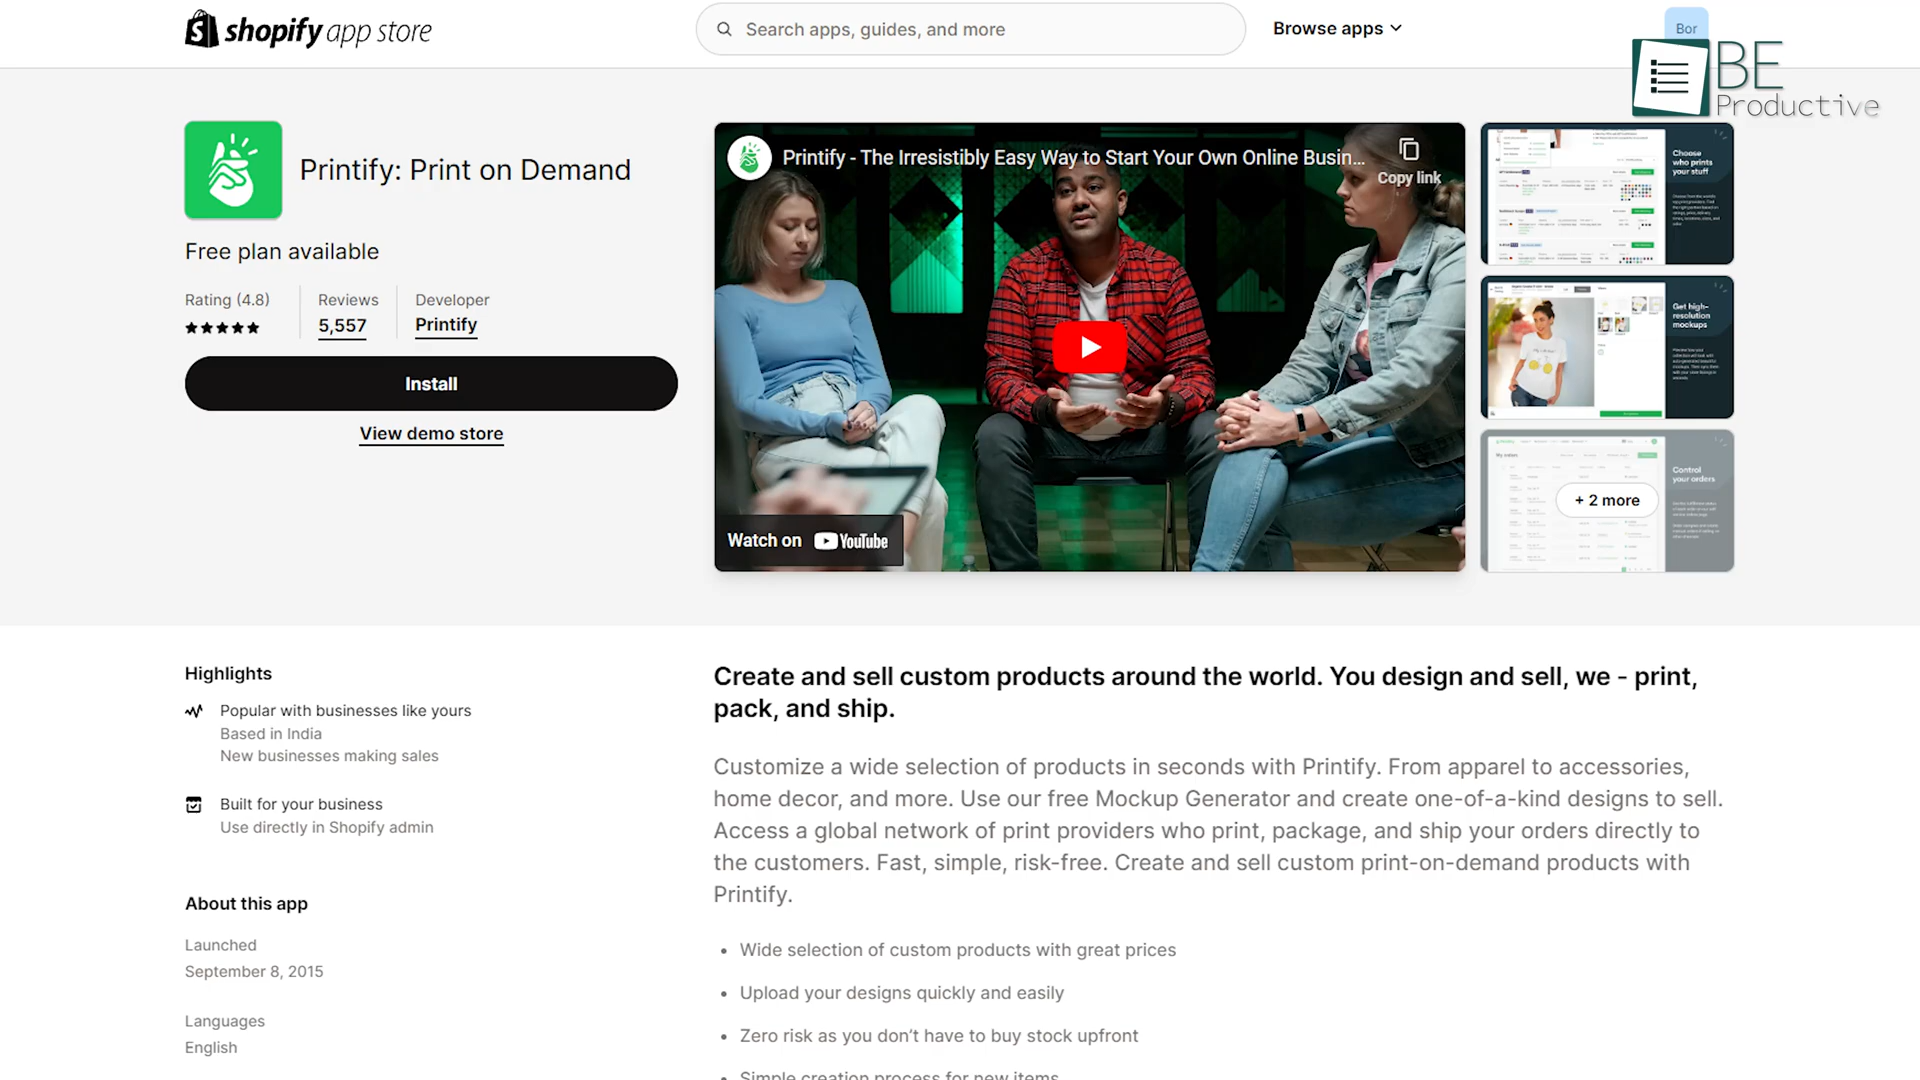 shopify app store
Search apps, guides, and more
Browse apps
Bor
BE
Productive
Printify: Print on Demand
Free plan available
Rating (4.8)
Reviews
5,557
Developer
Printify
Install
View demo store
Printify - The Irresistibly Easy Way to Start Your Own Online Busin...
Copy link
Watch on YouTube
Choose
who prints
your stuff
Get high-
resolution
mockups
Control
your orders
+ 2 more
Highlights
Popular with businesses like yours
Based in India
New businesses making sales
Built for your business
Use directly in Shopify admin
About this app
Launched
September 8, 2015
Languages
English
Create and sell custom products around the world. You design and sell, we - print,
pack, and ship.
Customize a wide selection of products in seconds with Printify. From apparel to accessories,
home decor, and more. Use our free Mockup Generator and create one-of-a-kind designs to sell.
Access a global network of print providers who print, package, and ship your orders directly to
the customers. Fast, simple, risk-free. Create and sell custom print-on-demand products with
Printify.
• Wide selection of custom products with great prices
• Upload your designs quickly and easily
• Zero risk as you don’t have to buy stock upfront
• Simple creation process for new items